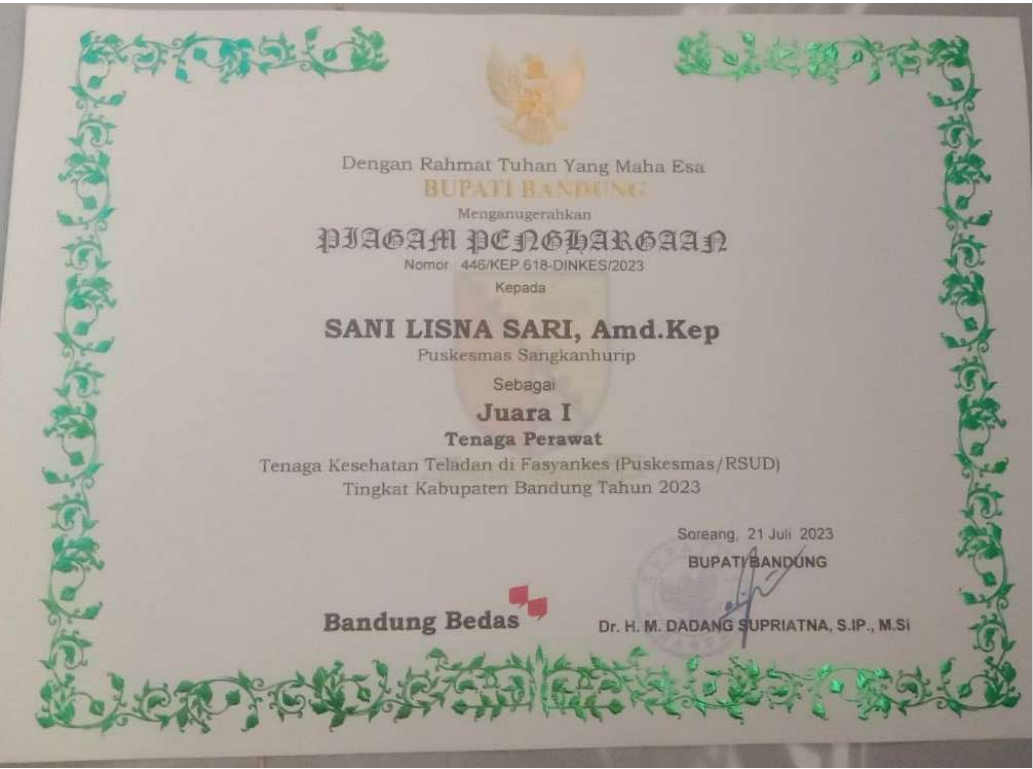 Dengan Rahmat Tuhan Yang Maha Esa
BUPATI BANDUNG
Menganugerahkan
PIAGAM PENGHARGAAN
Nomor : 446/KEP.618-DINKES/2023
Kepada
SANI LISNA SARI, Amd.Kep
Puskesmas Sangkanhurip
Sebagai
Juara I
Tenaga Perawat
Tenaga Kesehatan Teladan di Fasyankes (Puskesmas/RSUD)
Tingkat Kabupaten Bandung Tahun 2023
Soreang, 21 Juli 2023
BUPATI BANDUNG
Bandung Bedas
Dr. H. M. DADANG SUPRIATNA, S.IP., M.Si